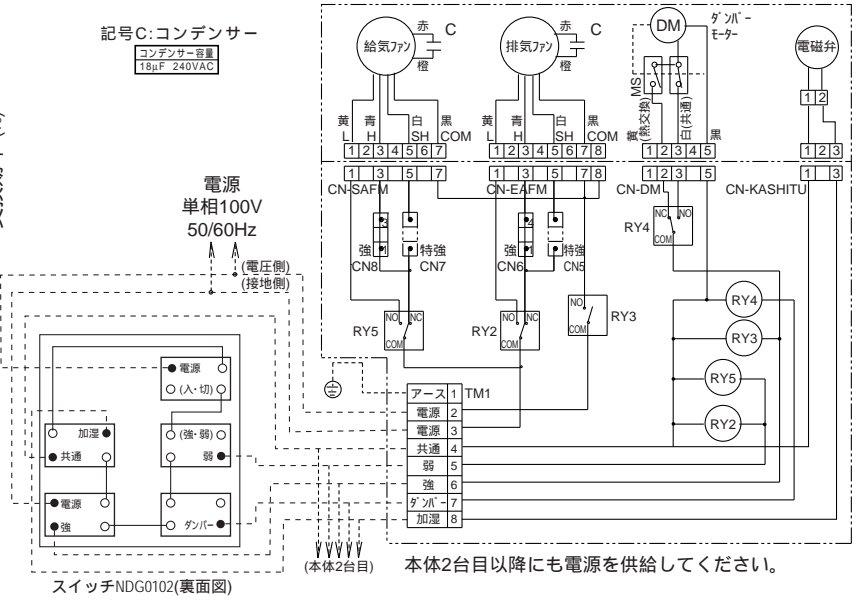 記号C:コンデンサー
コンデンサー容量
18μF 240VAC
電源
単相100V
50/60Hz
(電圧側)
(接地側)
給気ファン
赤
C
橙
排気ファン
赤
C
橙
DM
ダンパーモーター
電磁弁
1 2
MS
黄 L
青 H
白 SH
黒 COM
黄 L
青 H
白 SH
黒 COM
黄(熱交換)
白(共通)
黒
1 2 3 4 5 6 7
1 2 3 4 5 6 7 8
1 2 3 4 5
1 2 3
1 3 5 7
1 3 5 7 8
1 2 3 5
1 3
CN-SAFM
CN-EAFM
CN-DM
CN-KASHITU
3
強 1
CN8
特強
CN7
4
強 1
CN6
特強
CN5
RY4
NC NO
COM
RY5
NO NC
COM
RY2
NO NC
COM
NO
COM
RY3
RY4
RY3
RY5
RY2
アース 1 TM1
電源 2
電源 3
共通 4
弱 5
強 6
ダンパー 7
加湿 8
電源
(入・切)
加湿
共通
(強・弱)
弱
電源
強
ダンパー
(本体2台目)
本体2台目以降にも電源を供給してください。
スイッチNDG0102(裏面図)